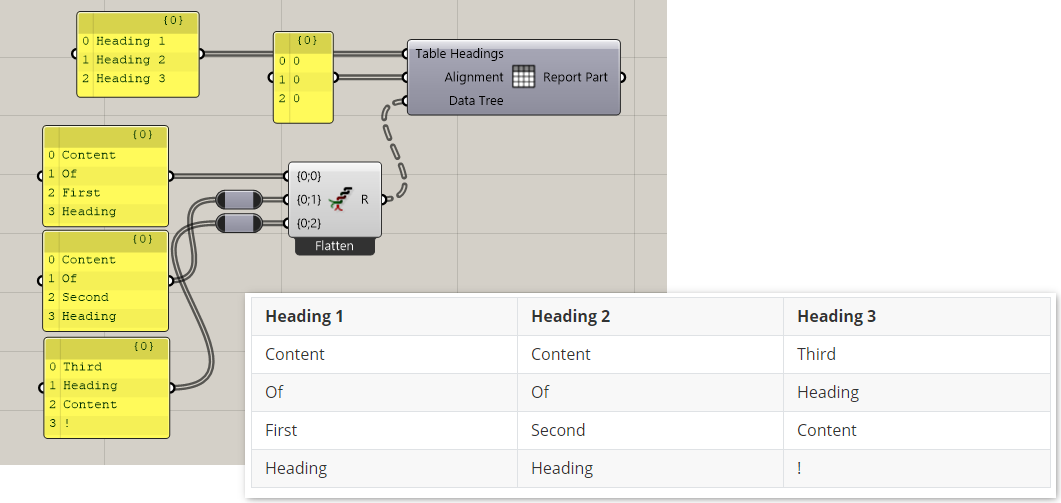 {0}
0 Heading 1
1 Heading 2
2 Heading 3
{0}
0 0
1 0
2 0
Table Headings
Alignment
Data Tree
Report Part
{0}
0 Content
1 Of
2 First
3 Heading
{0}
0 Content
1 Of
2 Second
3 Heading
{0}
0 Third
1 Heading
2 Content
3 !
{0;0}
{0;1}
{0;2}
R
Flatten
Heading 1 Heading 2 Heading 3
Content Content Third
Of Of Heading
First Second Content
Heading Heading !